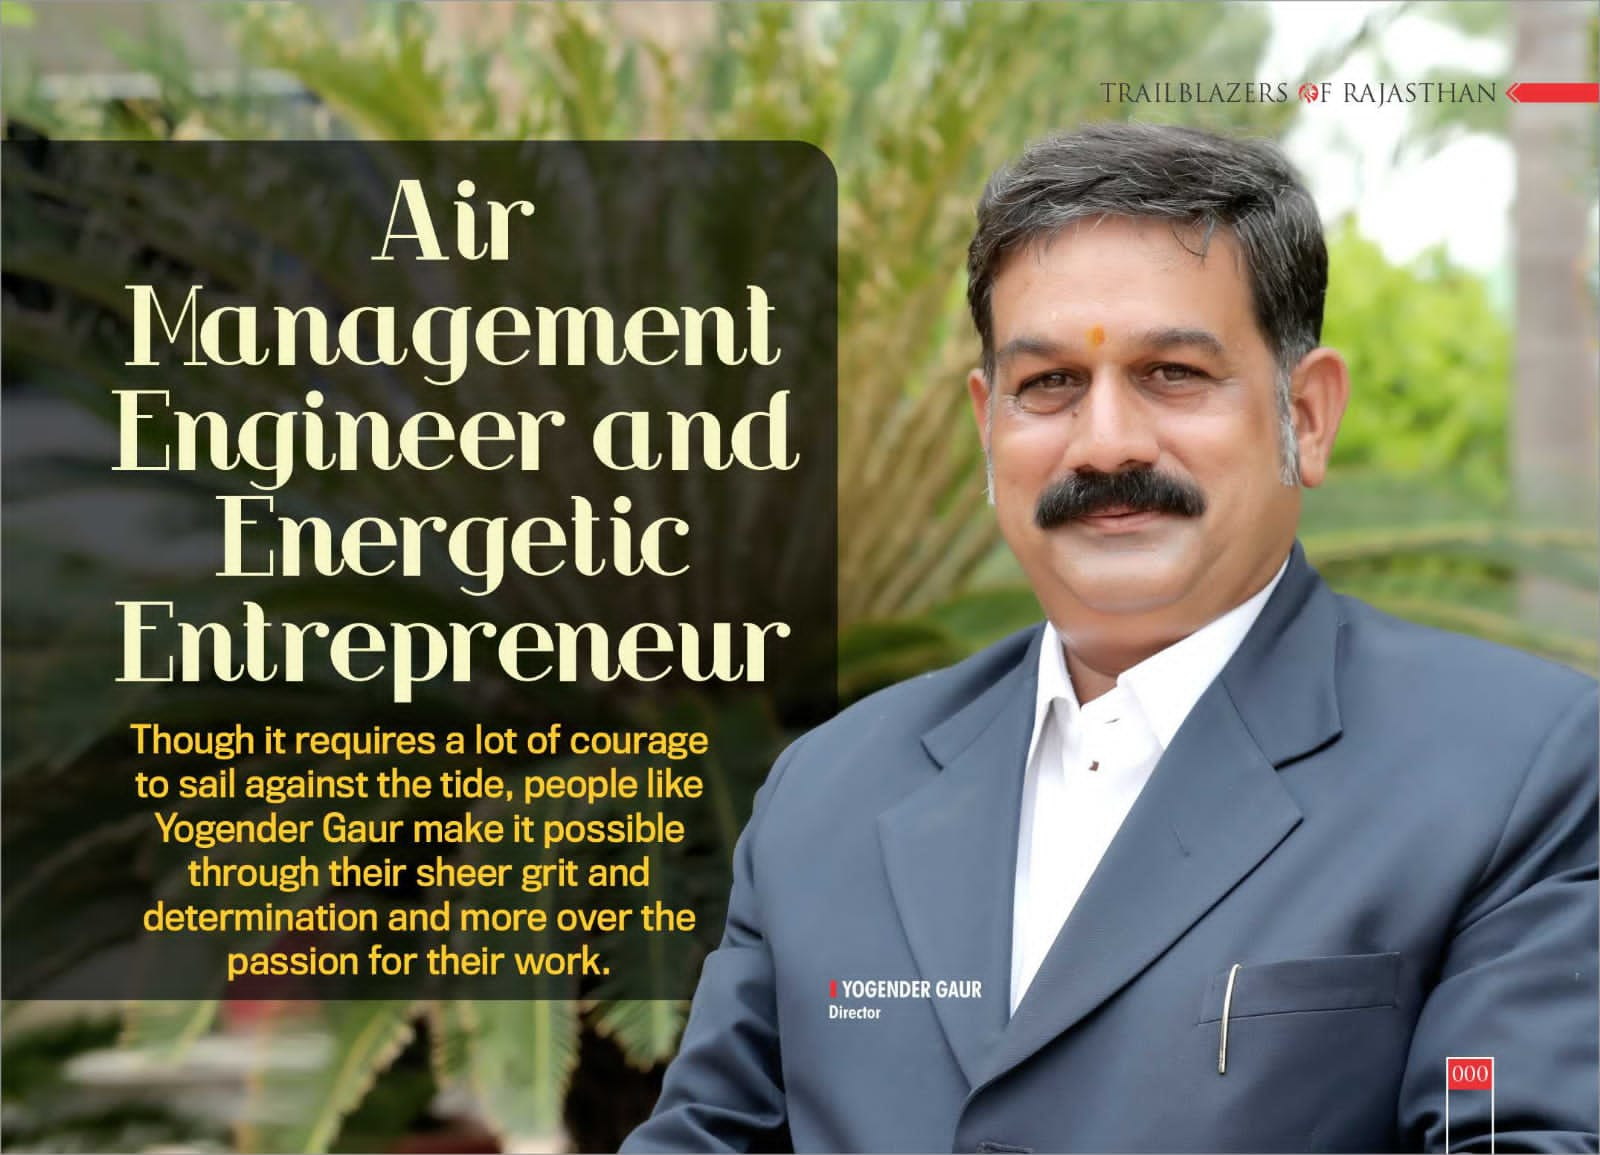 TRAILBLAZERS OF RAJASTHAN
Air
Management
Engineer and
Energetic
Entrepreneur
Though it requires a lot of courage
to sail against the tide, people like
Yogender Gaur make it possible
through their sheer grit and
determination and more over the
passion for their work.
YOGENDER GAUR
Director
000